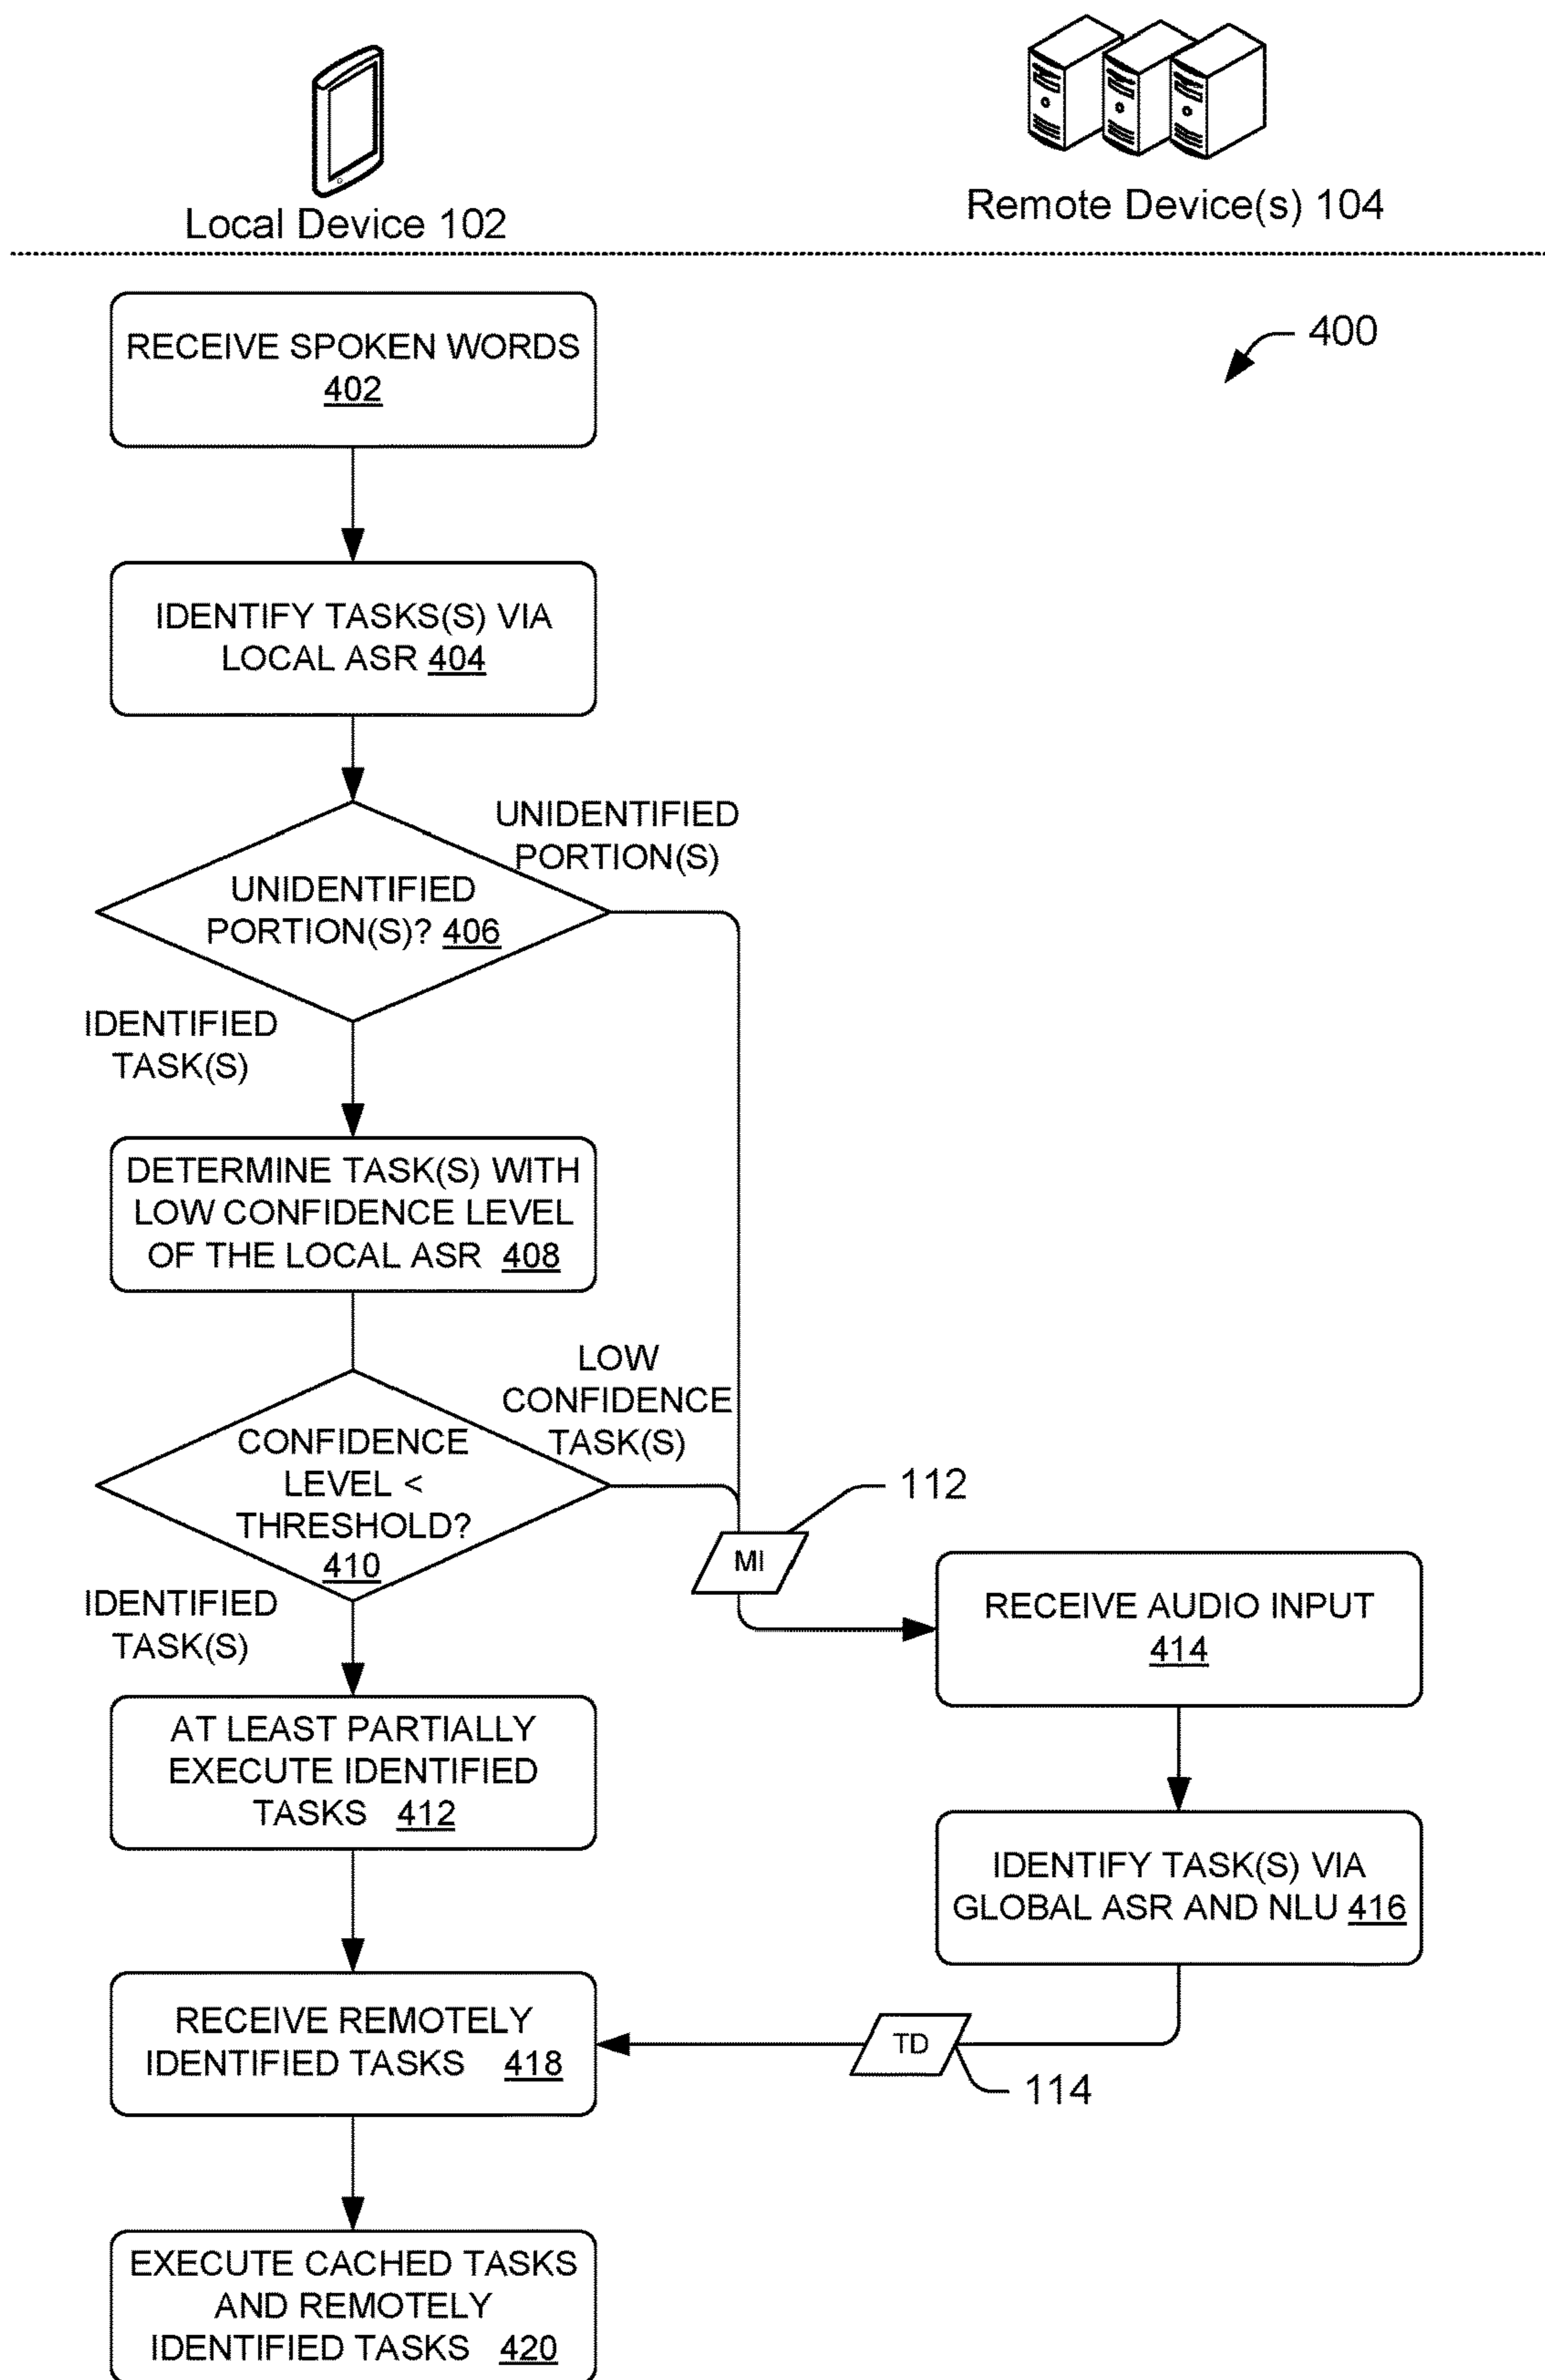 Local Device 102
Remote Device(s) 104
400
RECEIVE SPOKEN WORDS
402
IDENTIFY TASKS(S) VIA
LOCAL ASR 404
UNIDENTIFIED
PORTION(S)
UNIDENTIFIED
PORTION(S)? 406
IDENTIFIED
TASK(S)
DETERMINE TASK(S) WITH
LOW CONFIDENCE LEVEL
OF THE LOCAL ASR 408
LOW
CONFIDENCE
TASK(S)
CONFIDENCE
LEVEL <
THRESHOLD?
410
112
MI
IDENTIFIED
TASK(S)
RECEIVE AUDIO INPUT
414
AT LEAST PARTIALLY
EXECUTE IDENTIFIED
TASKS 412
IDENTIFY TASK(S) VIA
GLOBAL ASR AND NLU 416
RECEIVE REMOTELY
IDENTIFIED TASKS 418
TD
114
EXECUTE CACHED TASKS
AND REMOTELY
IDENTIFIED TASKS 420